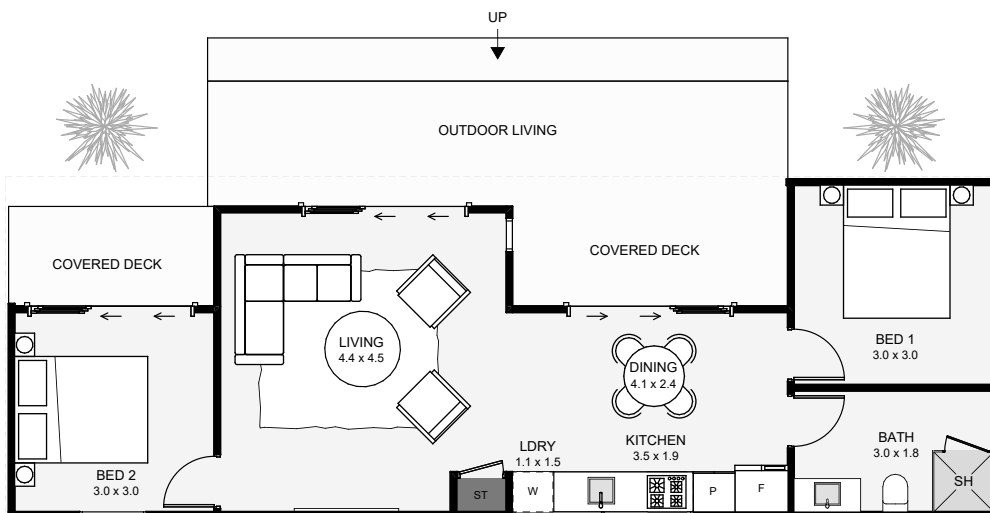 UP
OUTDOOR LIVING
COVERED DECK
COVERED DECK
LIVING
4.4 x 4.5
DINING
4.1 x 2.4
BED 1
3.0 x 3.0
LDRY
1.1 x 1.5
KITCHEN
3.5 x 1.9
BATH
3.0 x 1.8
BED 2
3.0 x 3.0
ST
W
P
F
SH